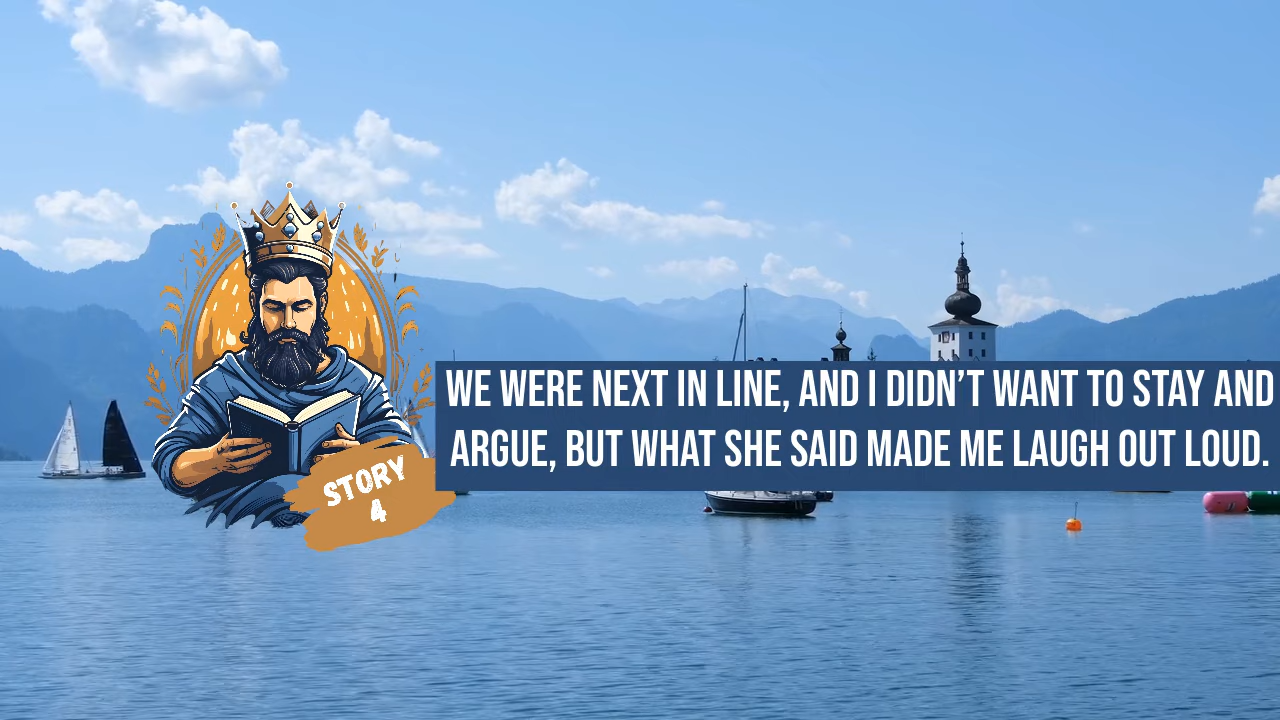 WE WERE NEXT IN LINE, AND I DIDN’T WANT TO STAY AND
ARGUE, BUT WHAT SHE SAID MADE ME LAUGH OUT LOUD.
STORY
4